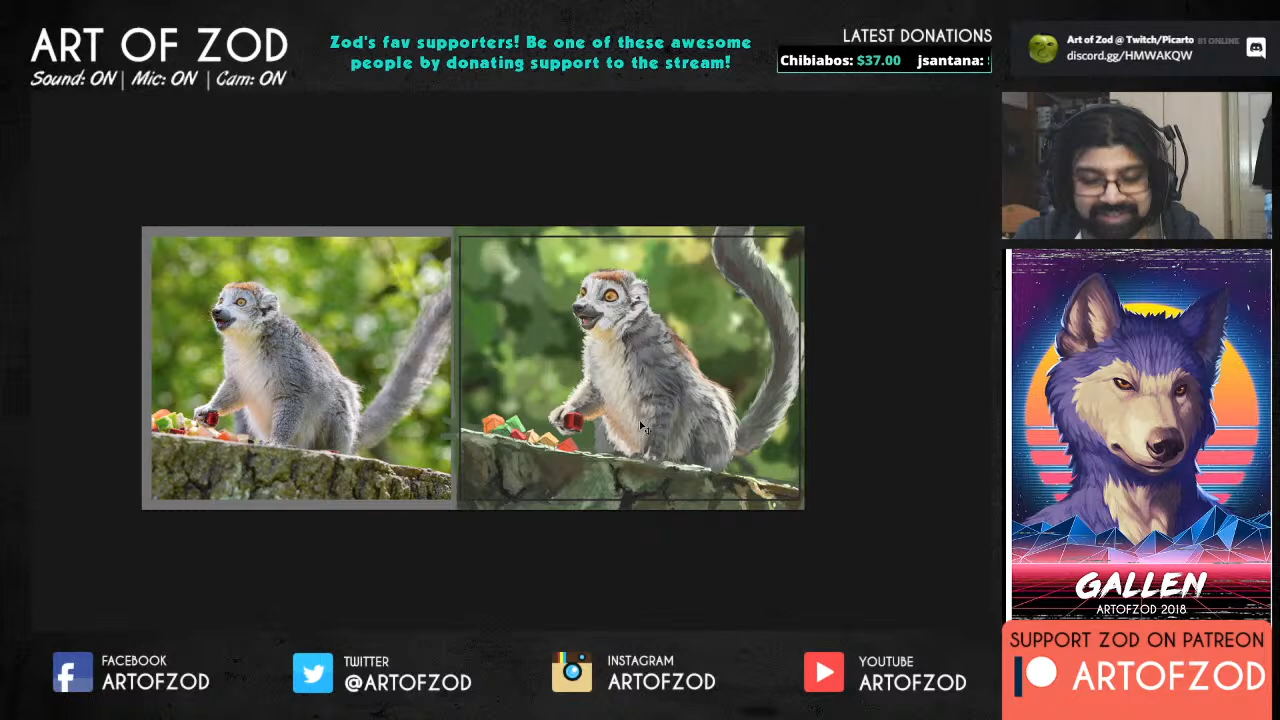 ART OF ZOD
Sound: ON | Mic: ON | Cam: ON
Zod's fav supporters! Be one of these awesome
people by donating support to the stream!
LATEST DONATIONS
Chibiabos: $37.00 jsantana:
Art of Zod @ Twitch/Picarto 81 ONLINE
discord.gg/HMWAKQW
GALLEN
ARTOFZOD 2018
SUPPORT ZOD ON PATREON
ARTOFZOD
FACEBOOK
ARTOFZOD
TWITTER
@ARTOFZOD
INSTAGRAM
ARTOFZOD
YOUTUBE
ARTOFZOD